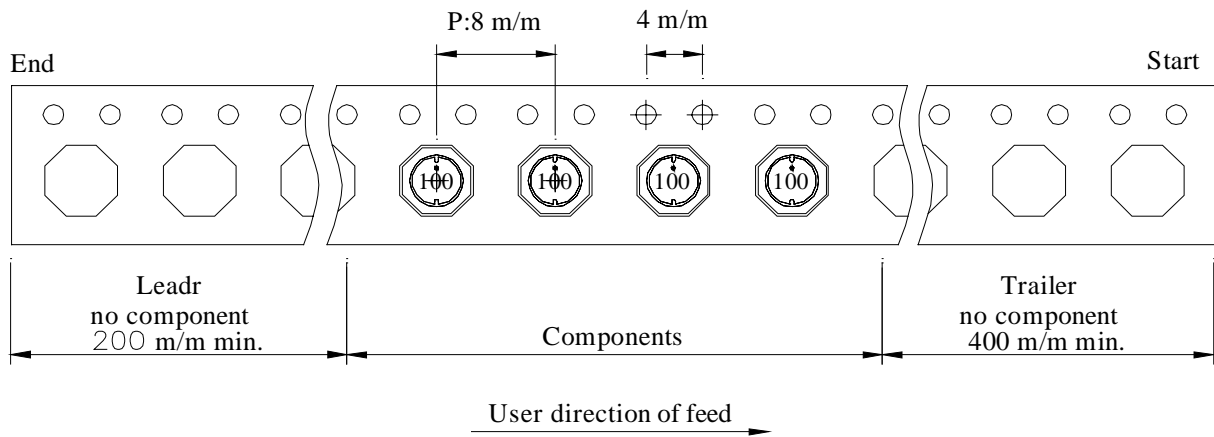 P:8 m/m
4 m/m
End
Start
100
100
100
100
Leadr
no component
200 m/m min.
Components
Trailer
no component
400 m/m min.
User direction of feed